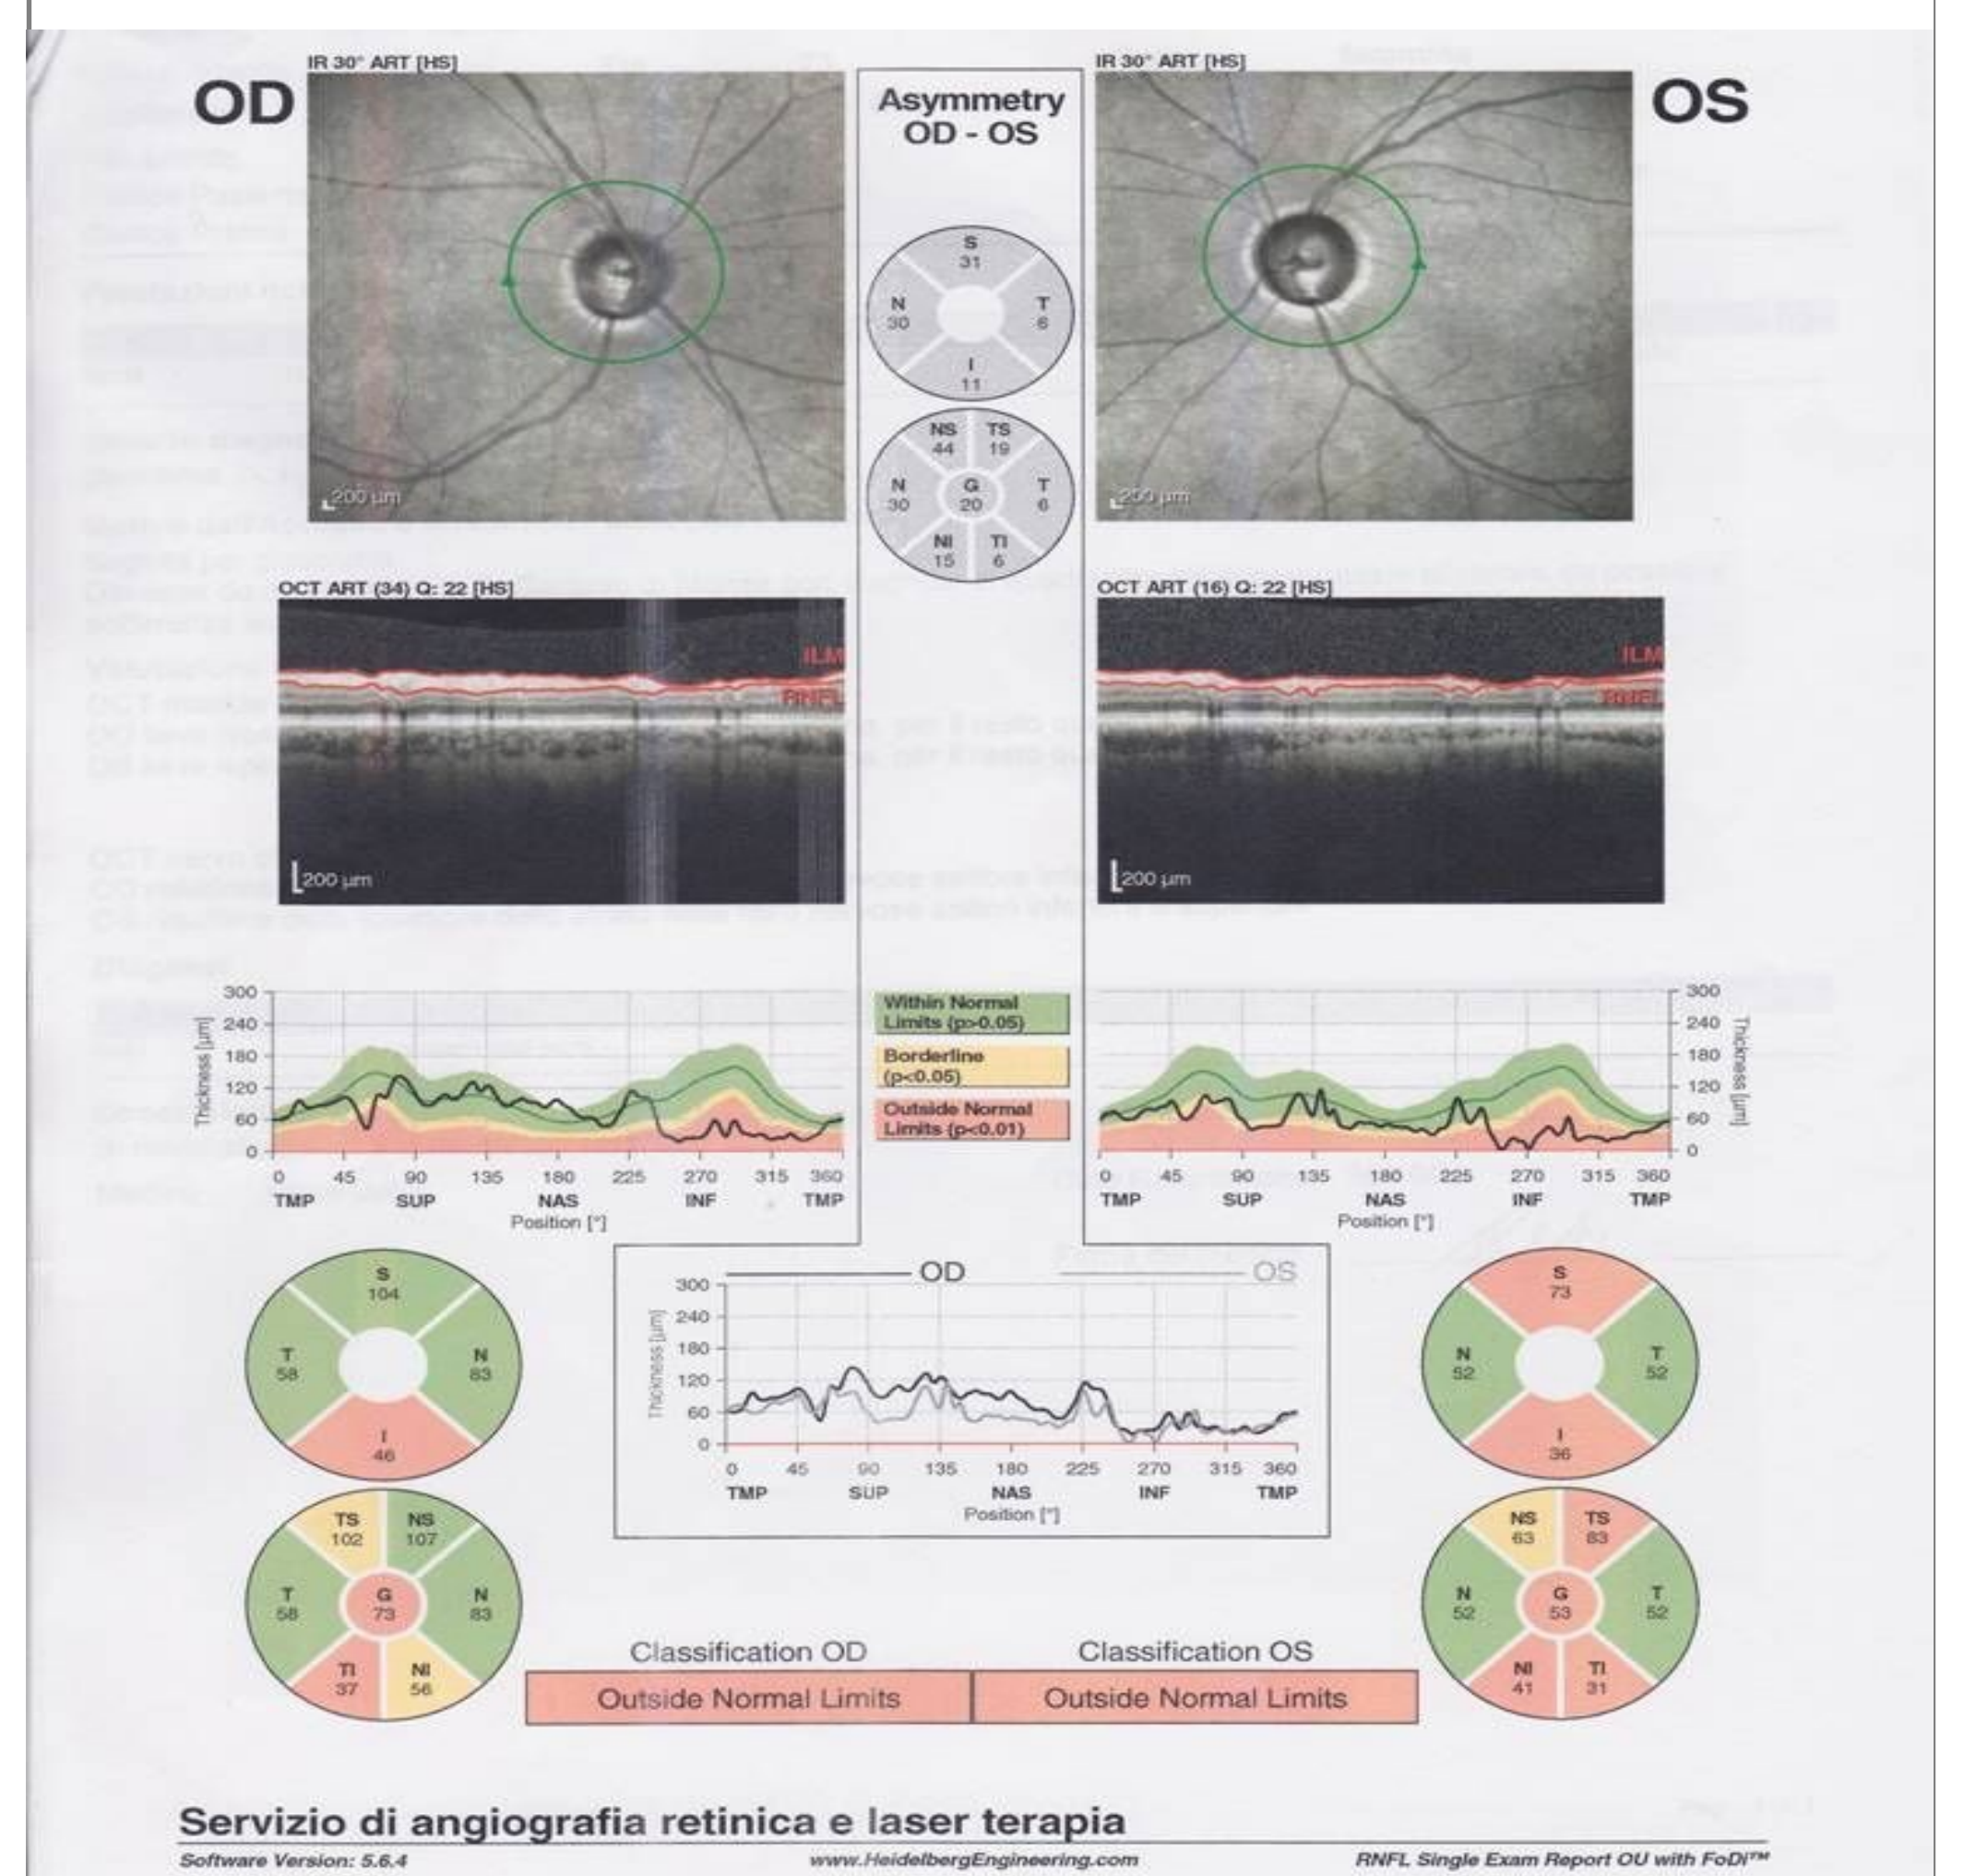 IR 30° ART [HS]
OD
Asymmetry
OD - OS
IR 30° ART [HS]
OS
S
31
N
30
T
6
I
11
NS
44
TS
19
N
30
G
20
T
6
NI
15
TI
6
200 µm
200 µm
OCT ART (34) Q: 22 [HS]
ILM
RNFL
200 µm
OCT ART (16) Q: 22 [HS]
ILM
RNFL
200 µm
300
240
180
120
60
0
Thickness [µm]
0 45 90 135 180 225 270 315 360
TMP SUP NAS INF TMP
Position [°]
Within Normal
Limits (p>0.05)
Borderline
(p<0.05)
Outside Normal
Limits (p<0.01)
300
240
180
120
60
0
Thickness [µm]
0 45 90 135 180 225 270 315 360
TMP SUP NAS INF TMP
Position [°]
S
104
T
58
N
83
I
46
OD
OS
300
240
180
120
60
0
Thickness [µm]
0 45 90 135 180 225 270 315 360
TMP SUP NAS INF TMP
Position [°]
S
73
N
52
T
52
I
36
TS
102
NS
107
T
58
G
73
N
83
TI
37
NI
56
Classification OD
Outside Normal Limits
Classification OS
Outside Normal Limits
NS
63
TS
83
N
52
G
53
T
52
NI
41
TI
31
Servizio di angiografia retinica e laser terapia
Software Version: 5.6.4
www.HeidelbergEngineering.com
RNFL Single Exam Report OU with FoDi™